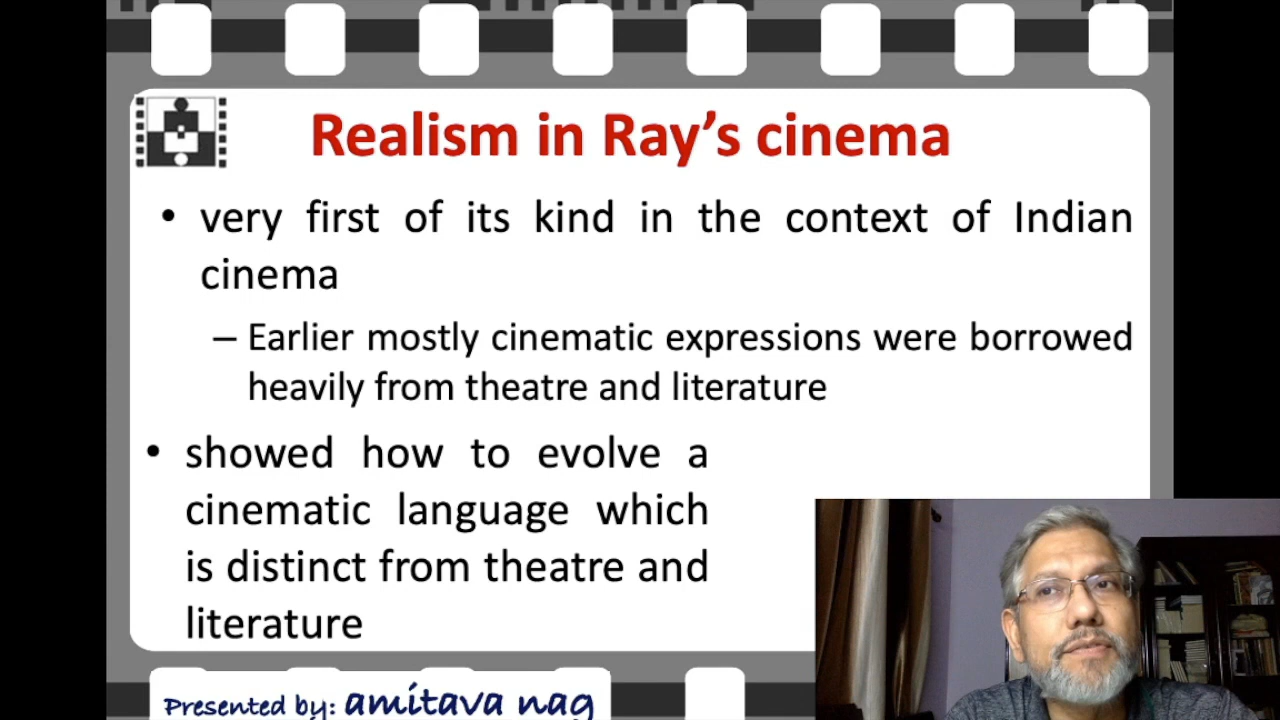 Realism in Ray’s cinema
• very first of its kind in the context of Indian
cinema
– Earlier mostly cinematic expressions were borrowed
heavily from theatre and literature
• showed how to evolve a
cinematic language which
is distinct from theatre and
literature
Presented by: amitava nag